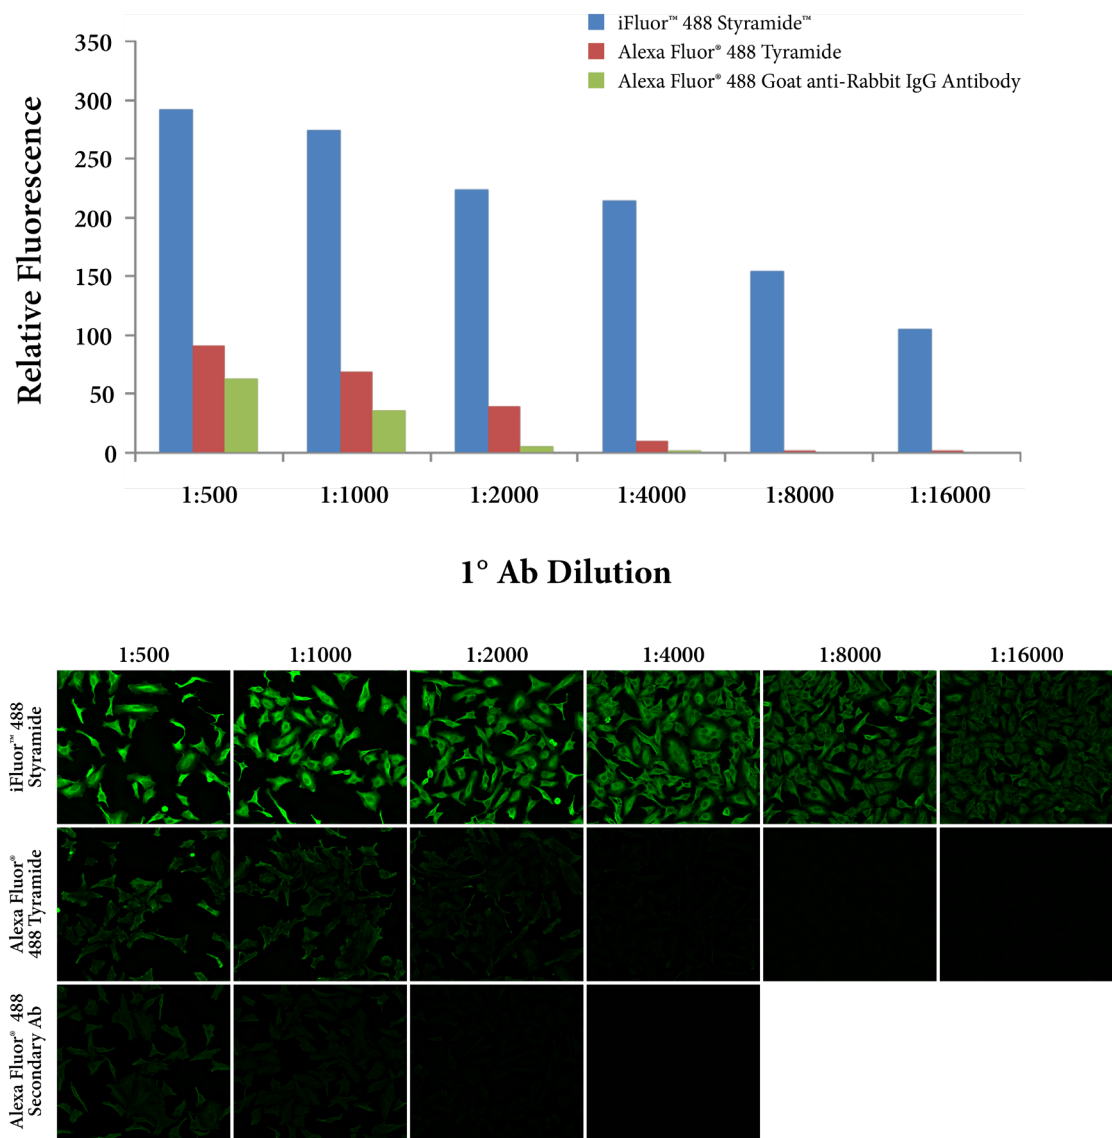 iFluor™ 488 Styramide™
Alexa Fluor® 488 Tyramide
Alexa Fluor® 488 Goat anti-Rabbit IgG Antibody
Relative Fluorescence
350
300
250
200
150
100
50
0
1:500 1:1000 1:2000 1:4000 1:8000 1:16000
1° Ab Dilution
1:500 1:1000 1:2000 1:4000 1:8000 1:16000
iFluor™ 488
Styramide
Alexa Fluor®
488 Tyramide
Alexa Fluor® 488
Secondary Ab